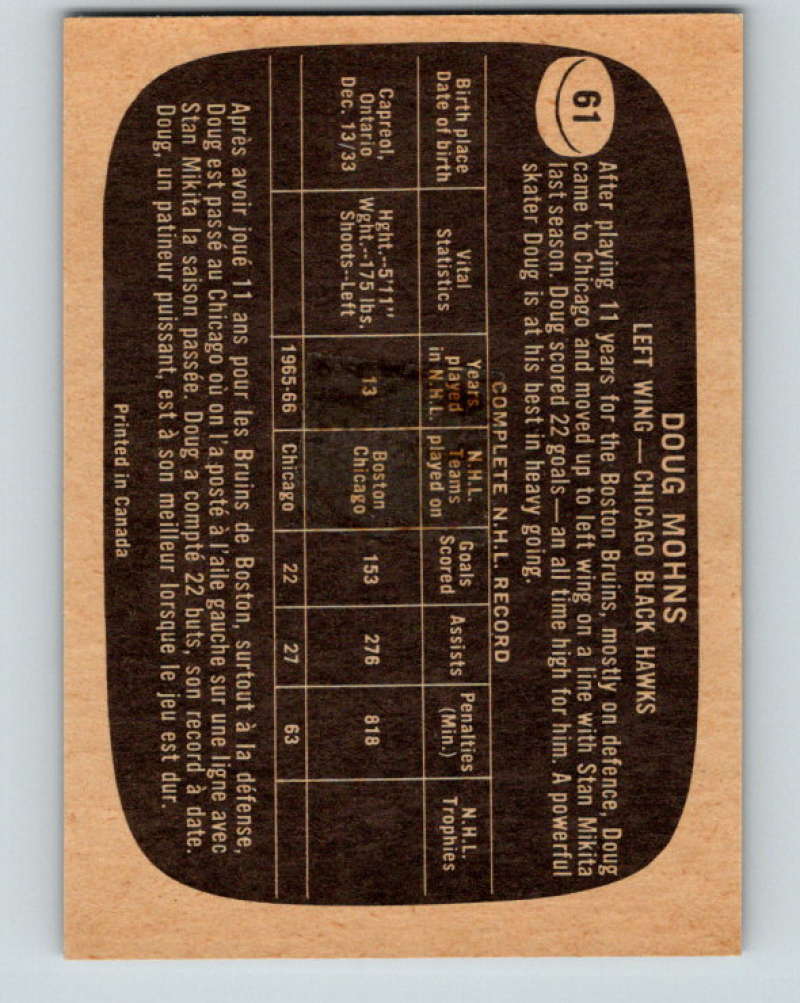 61
DOUG MOHNS
LEFT WING — CHICAGO BLACK HAWKS
After playing 11 years for the Boston Bruins, mostly on defence, Doug
came to Chicago and moved up to left wing on a line with Stan Mikita
last season. Doug scored 22 goals — an all time high for him. A powerful
skater Doug is at his best in heavy going.
COMPLETE N.H.L. RECORD
Birth place
Date of birth
Vital
Statistics
Years
played
in N.H.L.
N.H.L.
Teams
played on
Goals
Scored
Assists
Penalties
(Min.)
N.H.L.
Trophies
Capreol,
Ontario
Dec. 13/33
Hght.--5'11"
Wght.--175 lbs.
Shoots--Left
13
Boston
Chicago
153
276
818
1965-66
Chicago
22
27
63
Après avoir joué 11 ans pour les Bruins de Boston, surtout à la défense,
Doug est passé au Chicago où on l'a posté à l'aile gauche sur une ligne avec
Stan Mikita la saison passée. Doug a compté 22 buts, son record à date.
Doug, un patineur puissant, est à son meilleur lorsque le jeu est dur.
Printed in Canada